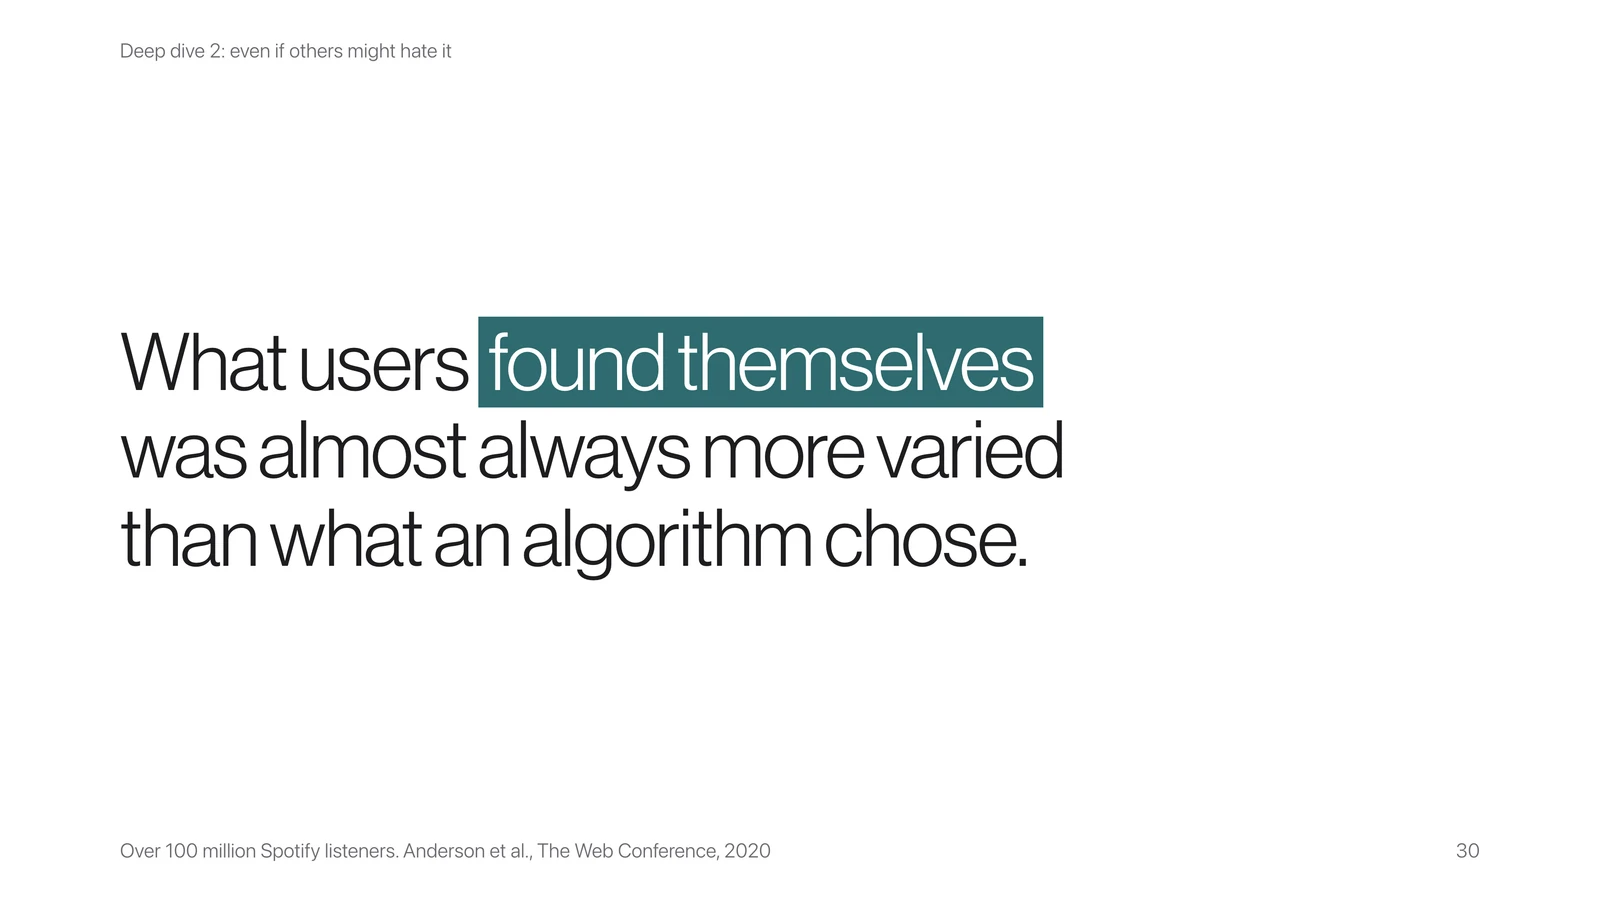 Deep dive 2: even if others might hate it
What users found themselves
was almost always more varied
than what an algorithm chose.
Over 100 million Spotify listeners. Anderson et al., The Web Conference, 2020
30